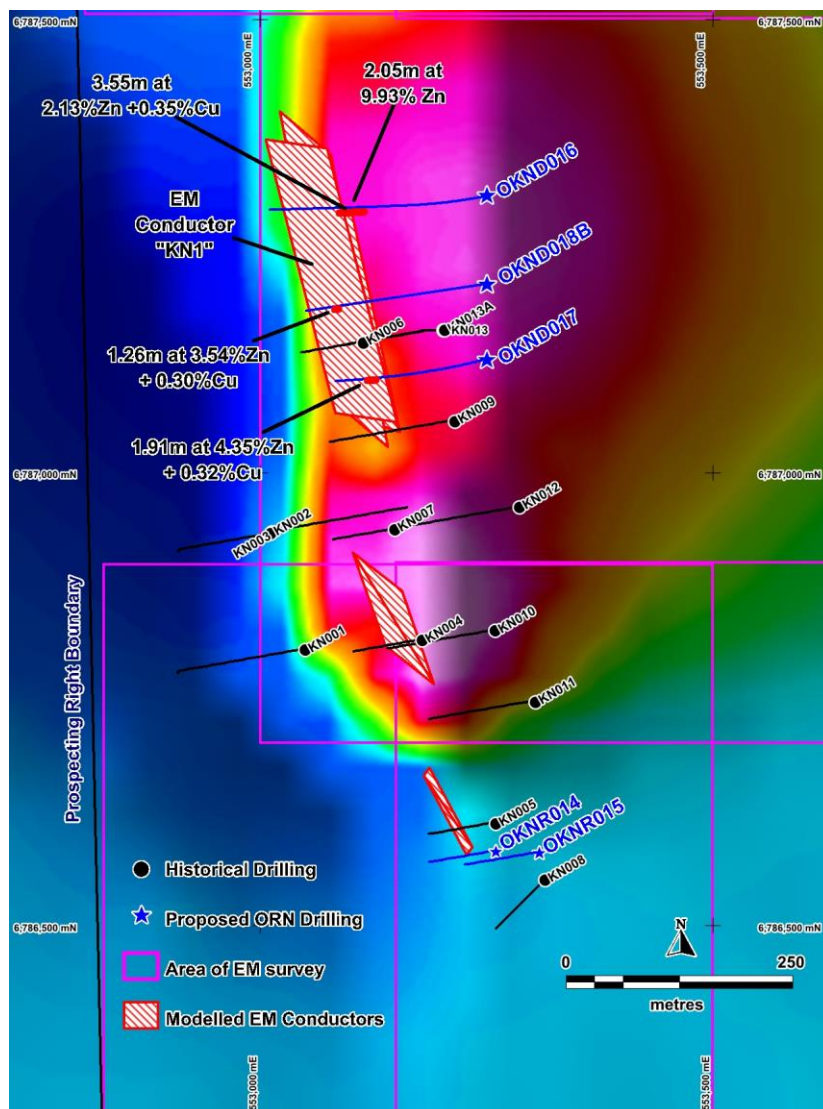 6,787,500 mN
553,000 mE
553,500 mE
6,787,500 mN
3.55m at
2.13%Zn +0.35%Cu
2.05m at
9.93% Zn
OKND016
EM
Conductor
"KN1"
OKND018B
KN013A
KN013
KN006
OKND017
1.26m at 3.54%Zn
+ 0.30%Cu
KN009
1.91m at 4.35%Zn
+ 0.32%Cu
6,787,000 mN
6,787,000 mN
KN012
KN003
KN002
KN007
KN010
KN004
KN001
KN011
Prospecting Right Boundary
KN005
OKNR014
OKNR015
KN008
Historical Drilling
Proposed ORN Drilling
6,786,500 mN
6,786,500 mN
Area of EM survey
N
0
250
metres
Modelled EM Conductors
553,000 mE
553,500 mE